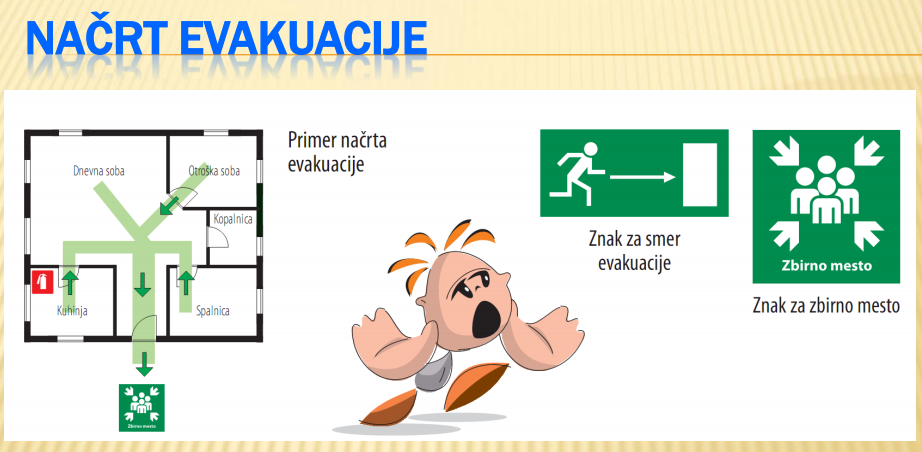 NAČRT EVAKUACIJE
Primer načrta
evakuacije
Dnevna soba
Otroška soba
Kopalnica
Kuhinja
Spalnica
Zbirno mesto
Znak za smer
evakuacije
Zbirno mesto
Znak za zbirno mesto